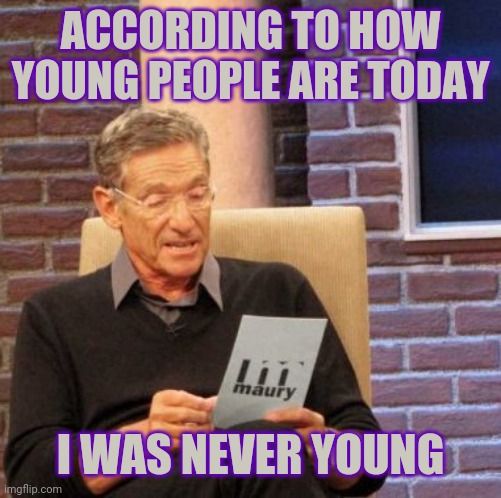 ACCORDING TO HOW
YOUNG PEOPLE ARE TODAY
maury
I WAS NEVER YOUNG
imgflip.com